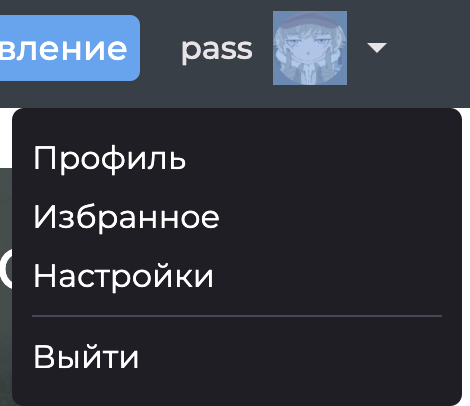 вление pass
Профиль
Избранное
Настройки
Выйти